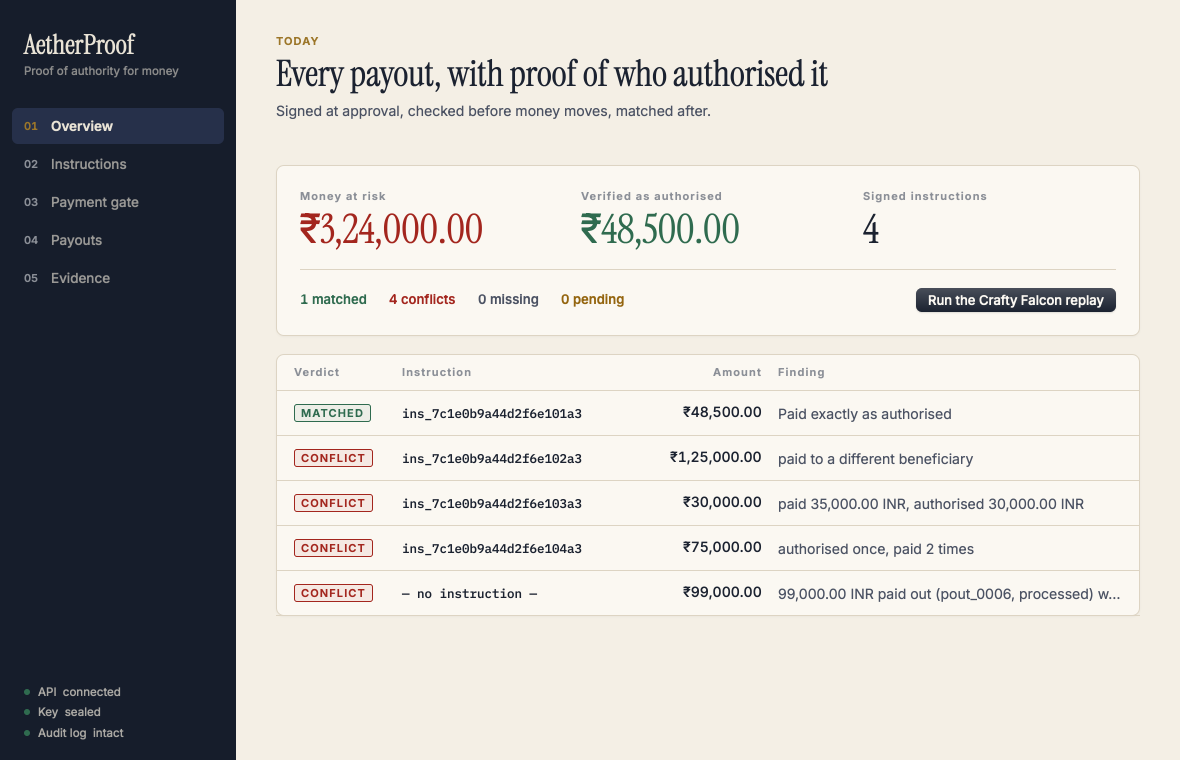 AetherProof
Proof of authority for money
01 Overview
02 Instructions
03 Payment gate
04 Payouts
05 Evidence
API connected
Key sealed
Audit log intact
TODAY
Every payout, with proof of who authorised it
Signed at approval, checked before money moves, matched after.
Money at risk Verified as authorised Signed instructions
₹3,24,000.00 ₹48,500.00 4
1 matched 4 conflicts 0 missing 0 pending Run the Crafty Falcon replay
Verdict Instruction Amount Finding
MATCHED ins_7c1e0b9a44d2f6e101a3 ₹48,500.00 Paid exactly as authorised
CONFLICT ins_7c1e0b9a44d2f6e102a3 ₹1,25,000.00 paid to a different beneficiary
CONFLICT ins_7c1e0b9a44d2f6e103a3 ₹30,000.00 paid 35,000.00 INR, authorised 30,000.00 INR
CONFLICT ins_7c1e0b9a44d2f6e104a3 ₹75,000.00 authorised once, paid 2 times
CONFLICT — no instruction — ₹99,000.00 99,000.00 INR paid out (pout_0006, processed) w...